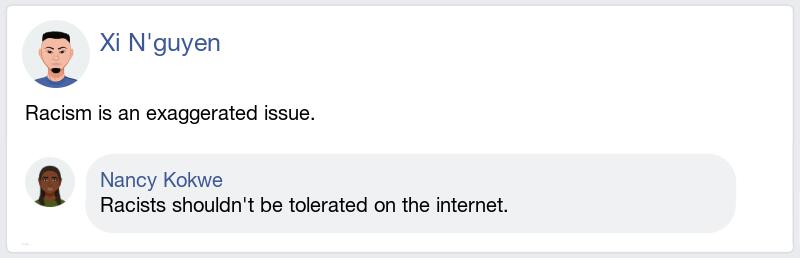 Xi N'guyen
Racism is an exaggerated issue.
Nancy Kokwe
Racists shouldn't be tolerated on the internet.